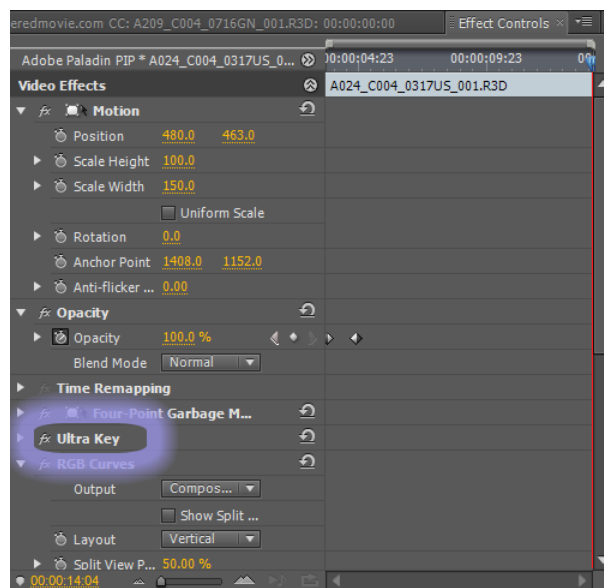 eredmovie.com CC: A209_C004_0716GN_001.R3D: 00:00:00:00 Effect Controls
Adobe Paladin PIP * A024_C004_0317US_0... 00:00:04:23 00:00:09:23
Video Effects A024_C004_0317US_001.R3D
fx Motion
Position 480.0 463.0
Scale Height 100.0
Scale Width 150.0
Uniform Scale
Rotation 0.0
Anchor Point 1408.0 1152.0
Anti-flicker ... 0.00
fx Opacity
Opacity 100.0 %
Blend Mode Normal
fx Time Remapping
fx Four-Point Garbage M...
fx Ultra Key
fx RGB Curves
Output Compos...
Show Split ...
Layout Vertical
Split View P... 50.00 %
00:00:14:04